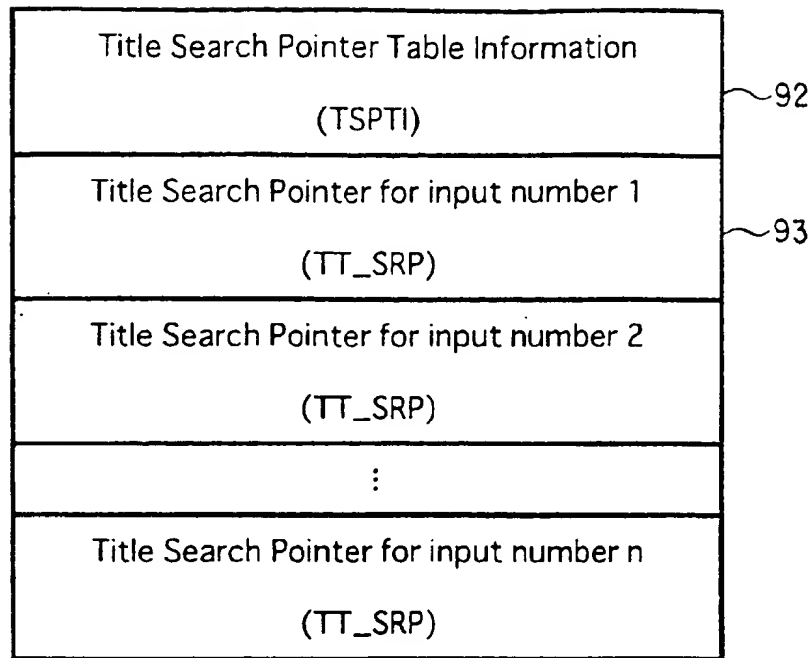 Title Search Pointer Table Information
(TSPTI)
92
Title Search Pointer for input number 1
(TT_SRP)
93
Title Search Pointer for input number 2
(TT_SRP)
⋮
Title Search Pointer for input number n
(TT_SRP)